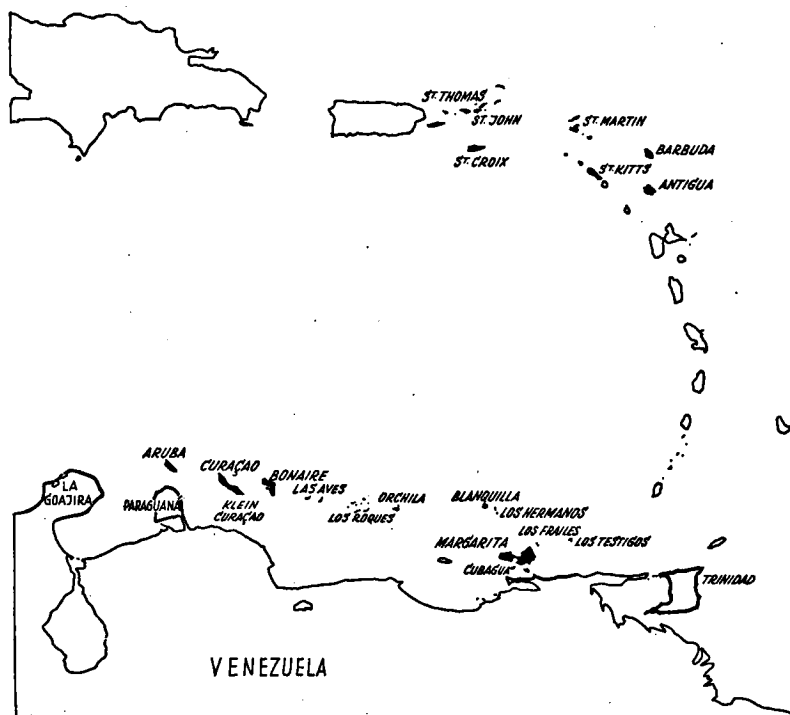 ST. THOMAS
ST. JOHN
ST. MARTIN
ST. CROIX
ST. KITTS
BARBUDA
ANTIGUA
ARUBA
CURAÇAO
BONAIRE
LA
GOAJIRA
PARAGUANA
KLEIN
CURAÇAO
LAS AVES
LOS ROQUES
ORCHILA
BLANQUILLA
LOS HERMANOS
LOS FRAILES
LOS TESTIGOS
MARGARITA
CUBAGUA
TRINIDAD
VENEZUELA